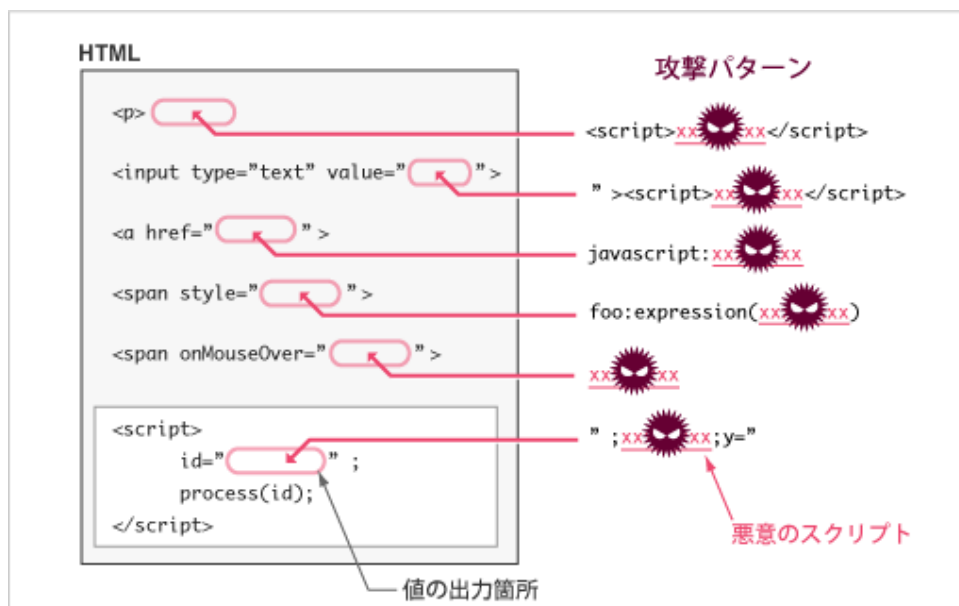 HTML
攻撃パターン
<p>
<script>xx xx</script>
<input type=”text” value=” ”>
” ><script>xx xx</script>
<a href=” ” >
javascript:xx xx
<span style=” ”>
foo:expression(xx xx)
<span onMouseOver=” ” >
xx xx
<script>
” ;xx xx;y=”
id=” ” ;
process(id);
</script>
悪意のスクリプト
値の出力箇所